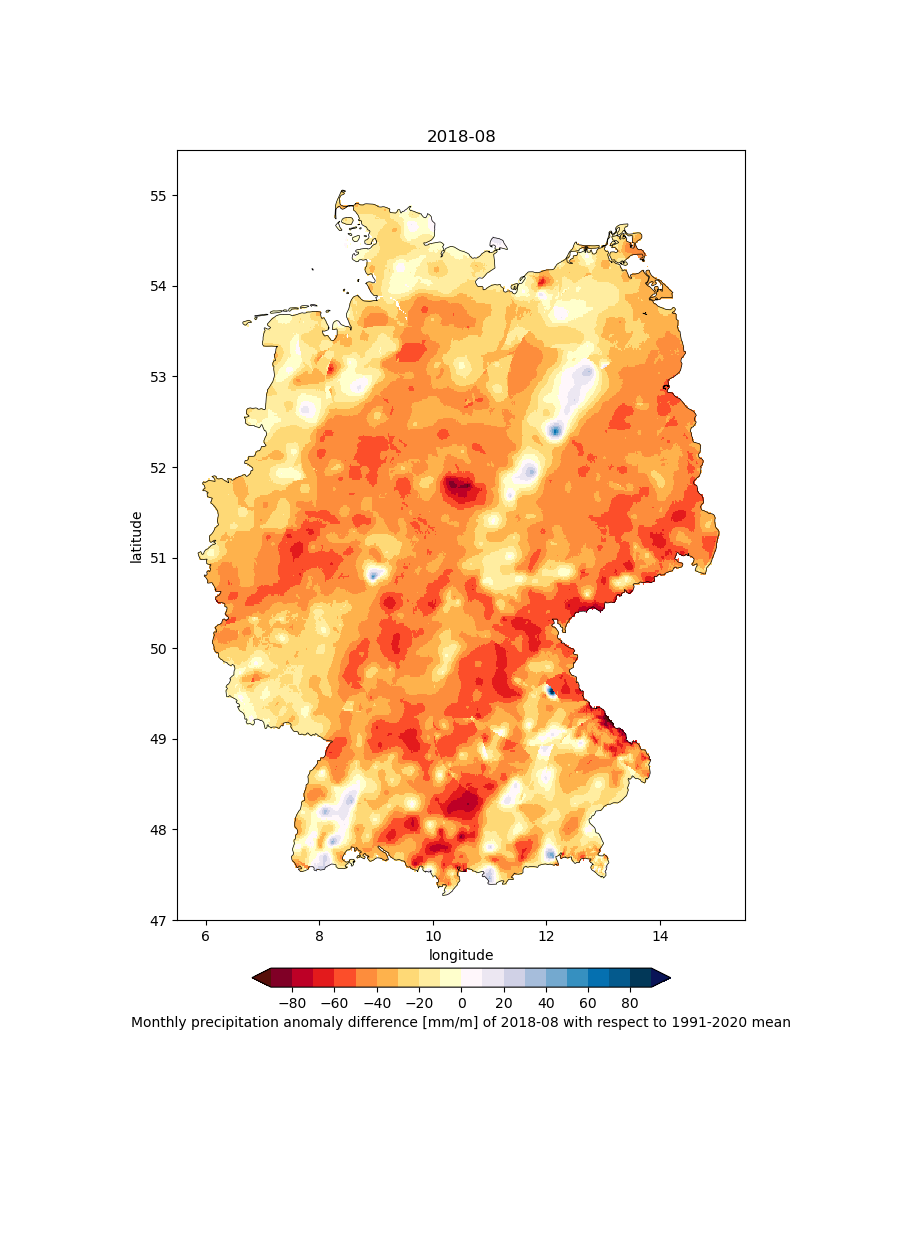 2018-08
55
54
53
52
51
50
49
48
47
latitude
6 8 10 12 14
longitude
−80 −60 −40 −20 0 20 40 60 80
Monthly precipitation anomaly difference [mm/m] of 2018-08 with respect to 1991-2020 mean